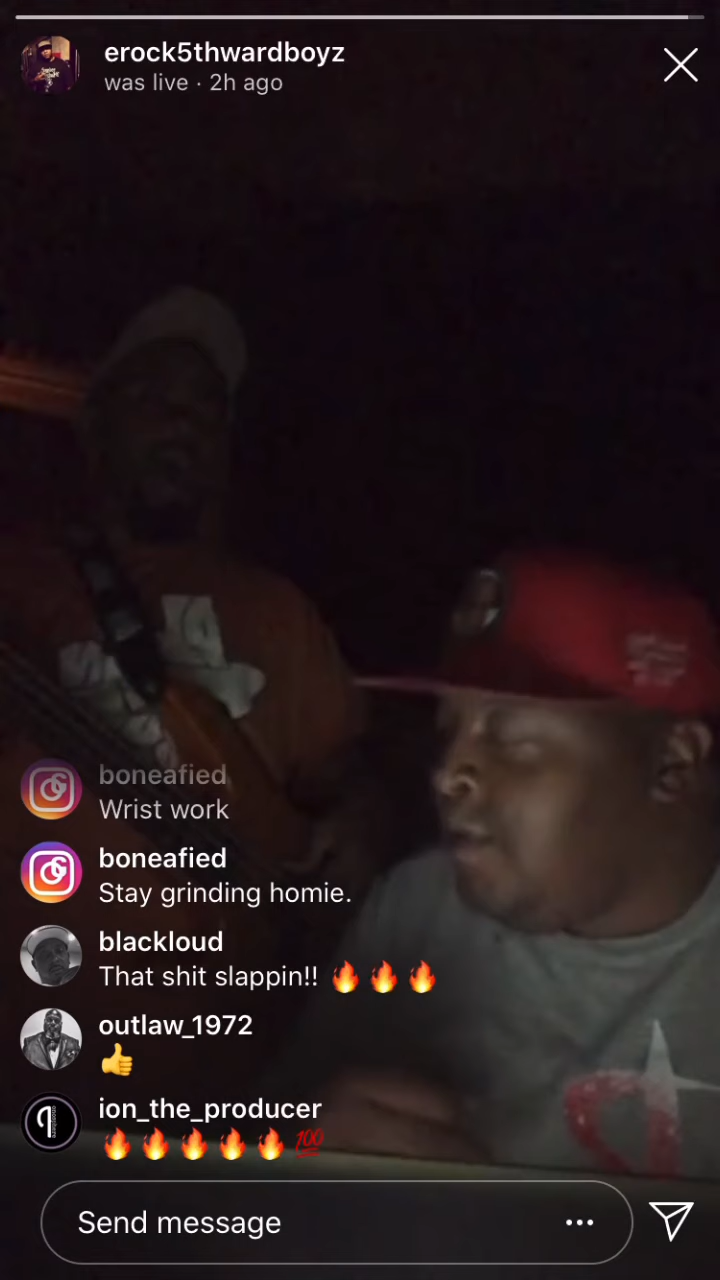 erock5thwardboyz
was live · 2h ago
boneafied
Wrist work
boneafied
Stay grinding homie.
blackloud
That shit slappin!! 🔥 🔥 🔥
outlaw_1972
👍
ion_the_producer
🔥 🔥 🔥 🔥 🔥 💯
Send message